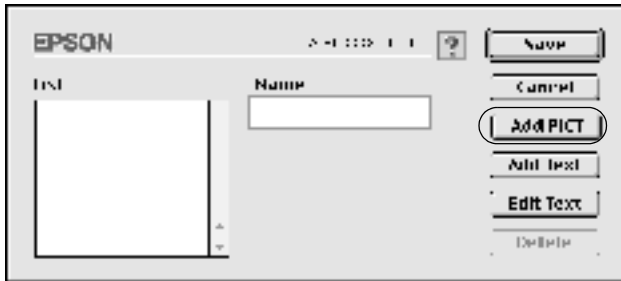 EPSON
?
Save
List
Name
Cancel
Add PICT
Add Text
Edit Text
Delete